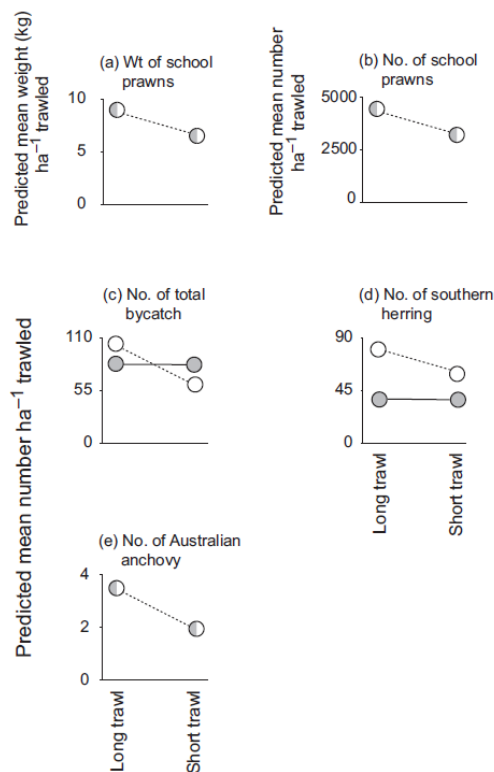 Predicted mean weight (kg)
ha⁻¹ trawled
(a) Wt of school
prawns
10
5
0
Predicted mean number
ha⁻¹ trawled
(b) No. of school
prawns
5000
2500
0
Predicted mean number ha⁻¹ trawled
(c) No. of total
bycatch
110
55
0
(d) No. of southern
herring
90
45
0
Long trawl
Short trawl
(e) No. of Australian
anchovy
4
2
0
Long trawl
Short trawl